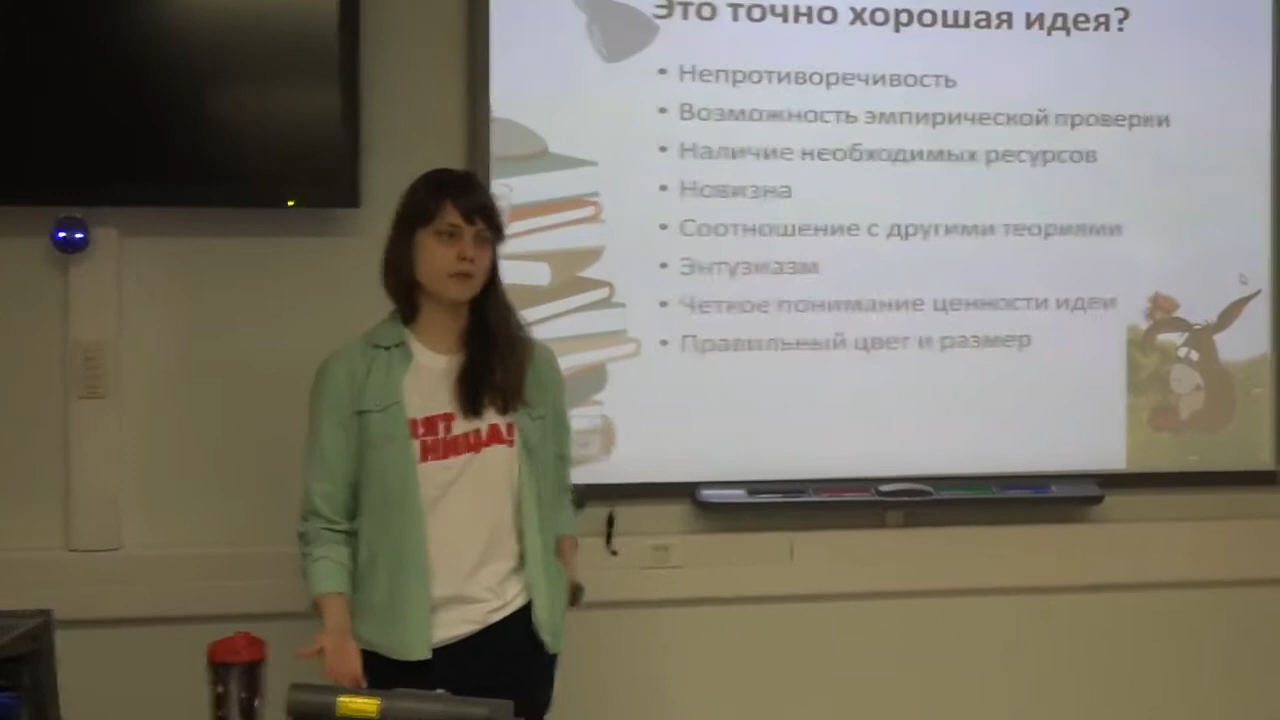 Это точно хорошая идея?
• Непротиворечивость
• Возможность эмпирической проверки
• Наличие необходимых ресурсов
• Новизна
• Соотношение с другими теориями
• Энтузиазм
• Четкое понимание ценности идеи
• Правильный цвет и размер
НИЦА!